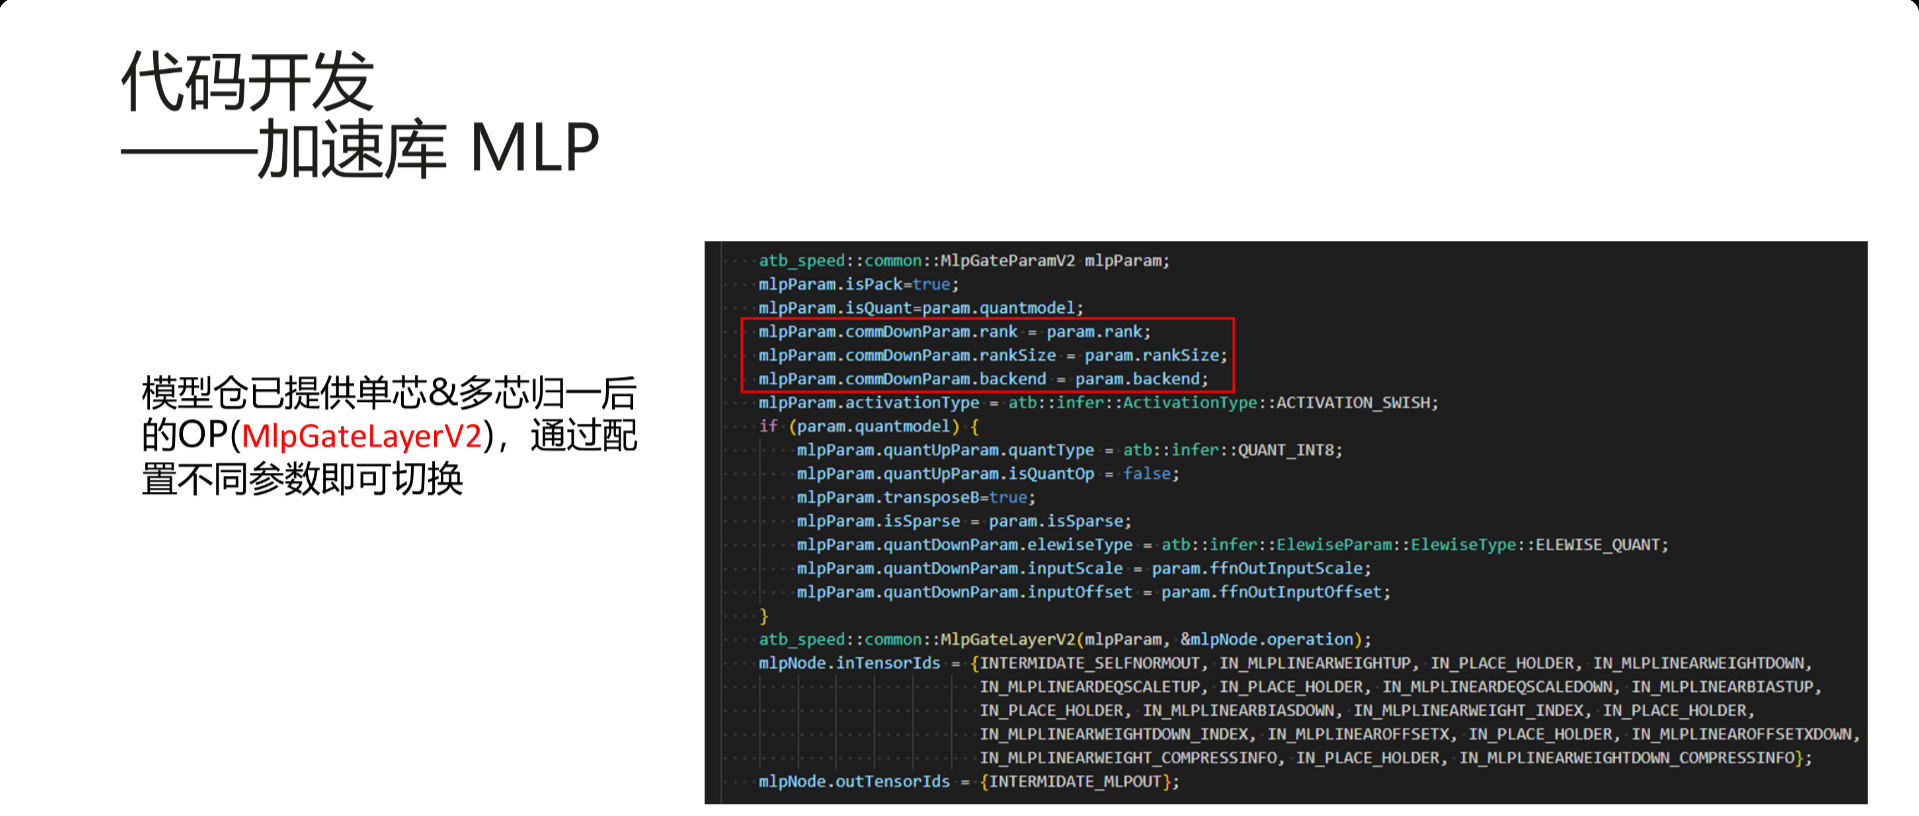 代码开发
——加速库 MLP
模型仓已提供单芯&多芯归一后
的OP(MlpGateLayerV2)，通过配
置不同参数即可切换
atb_speed::common::MlpGateParamV2 mlpParam;
mlpParam.isPack=true;
mlpParam.isQuant=param.quantmodel;
mlpParam.commDownParam.rank = param.rank;
mlpParam.commDownParam.rankSize = param.rankSize;
mlpParam.commDownParam.backend = param.backend;
mlpParam.activationType = atb::infer::ActivationType::ACTIVATION_SWISH;
if (param.quantmodel) {
mlpParam.quantUpParam.quantType = atb::infer::QUANT_INT8;
mlpParam.quantUpParam.isQuantOp = false;
mlpParam.transposeB=true;
mlpParam.isSparse = param.isSparse;
mlpParam.quantDownParam.elewiseType = atb::infer::ElewiseParam::ElewiseType::ELEWISE_QUANT;
mlpParam.quantDownParam.inputScale = param.ffnOutInputScale;
mlpParam.quantDownParam.inputOffset = param.ffnOutInputOffset;
}
atb_speed::common::MlpGateLayerV2(mlpParam, &mlpNode.operation);
mlpNode.inTensorIds = {INTERMIDATE_SELFNORMOUT, IN_MLPLINEARWEIGHTUP, IN_PLACE_HOLDER, IN_MLPLINEARWEIGHTDOWN,
IN_MLPLINEARDEQSCALETUP, IN_PLACE_HOLDER, IN_MLPLINEARDEQSCALEDOWN, IN_MLPLINEARBIASTUP,
IN_PLACE_HOLDER, IN_MLPLINEARBIASDOWN, IN_MLPLINEARWEIGHT_INDEX, IN_PLACE_HOLDER,
IN_MLPLINEARWEIGHTDOWN_INDEX, IN_MLPLINEAROFFSETX, IN_PLACE_HOLDER, IN_MLPLINEAROFFSETXDOWN,
IN_MLPLINEARWEIGHT_COMPRESSINFO, IN_PLACE_HOLDER, IN_MLPLINEARWEIGHTDOWN_COMPRESSINFO};
mlpNode.outTensorIds = {INTERMIDATE_MLPOUT};